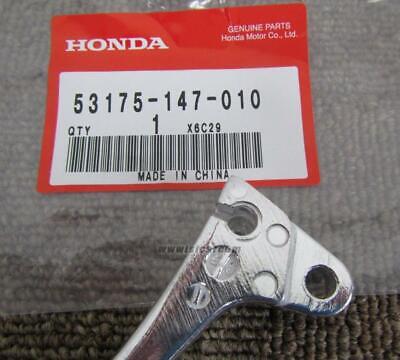 HONDA
GENUINE PARTS
Honda Motor Co., Ltd.
53175-147-010
QTY 1 X6C29
MADE IN CHINA